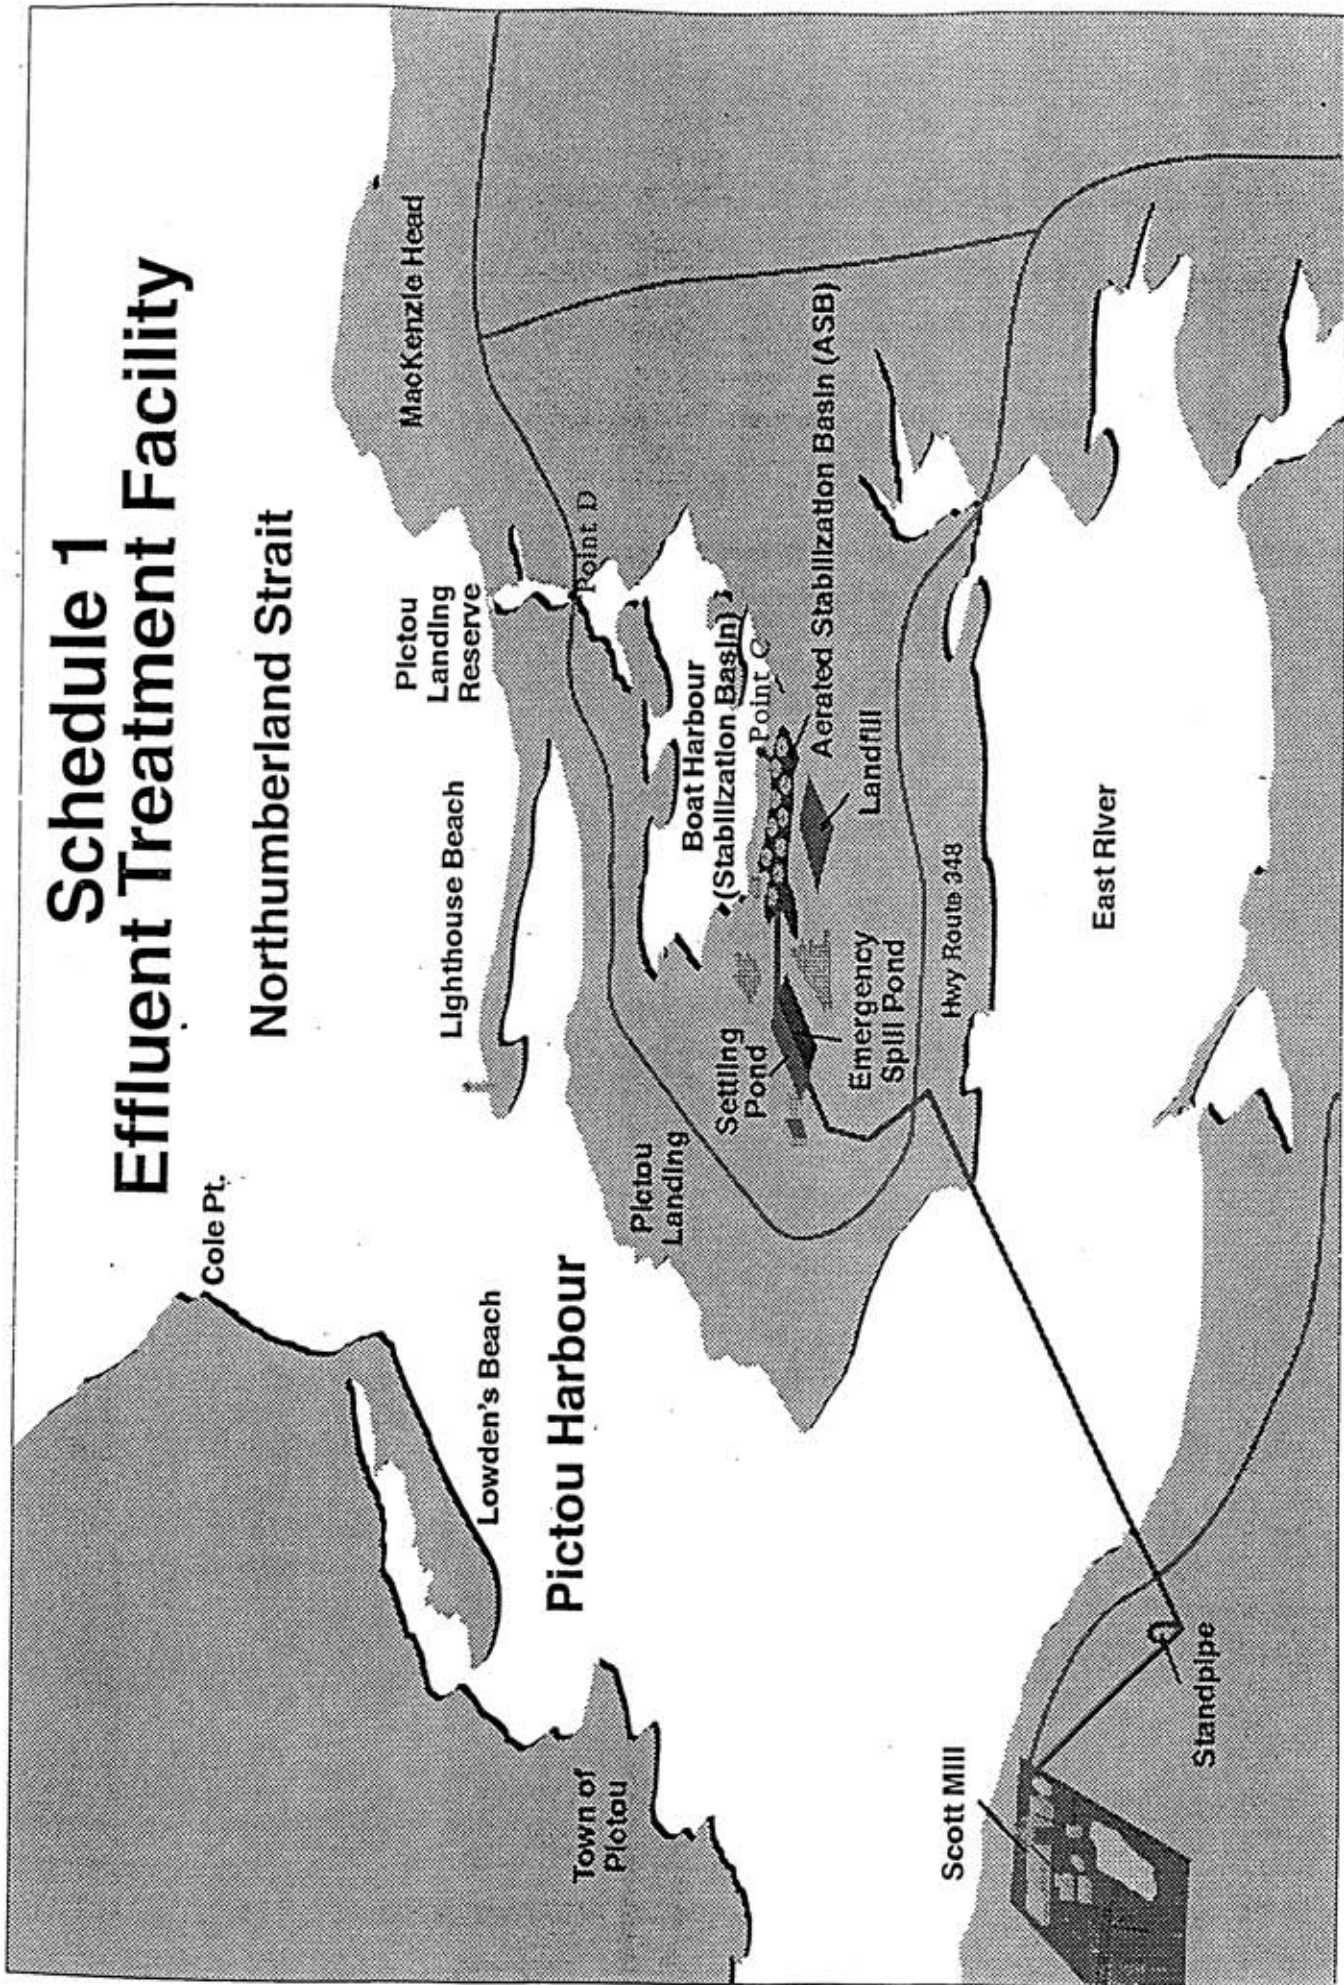 Schedule 1
Effluent Treatment Facility
Northumberland Strait
Cole Pt.
MacKenzie Head
Pictou
Landing
Reserve
Lighthouse Beach
Lowden's Beach
Pictou Harbour
Point D
Boat Harbour
(Stabilization Basin)
Point C
Pictou
Landing
Settling
Pond
Aerated Stabilization Basin (ASB)
Landfill
Emergency
Spill Pond
Hwy Route 348
Town of
Pictou
East River
Scott Mill
Standpipe